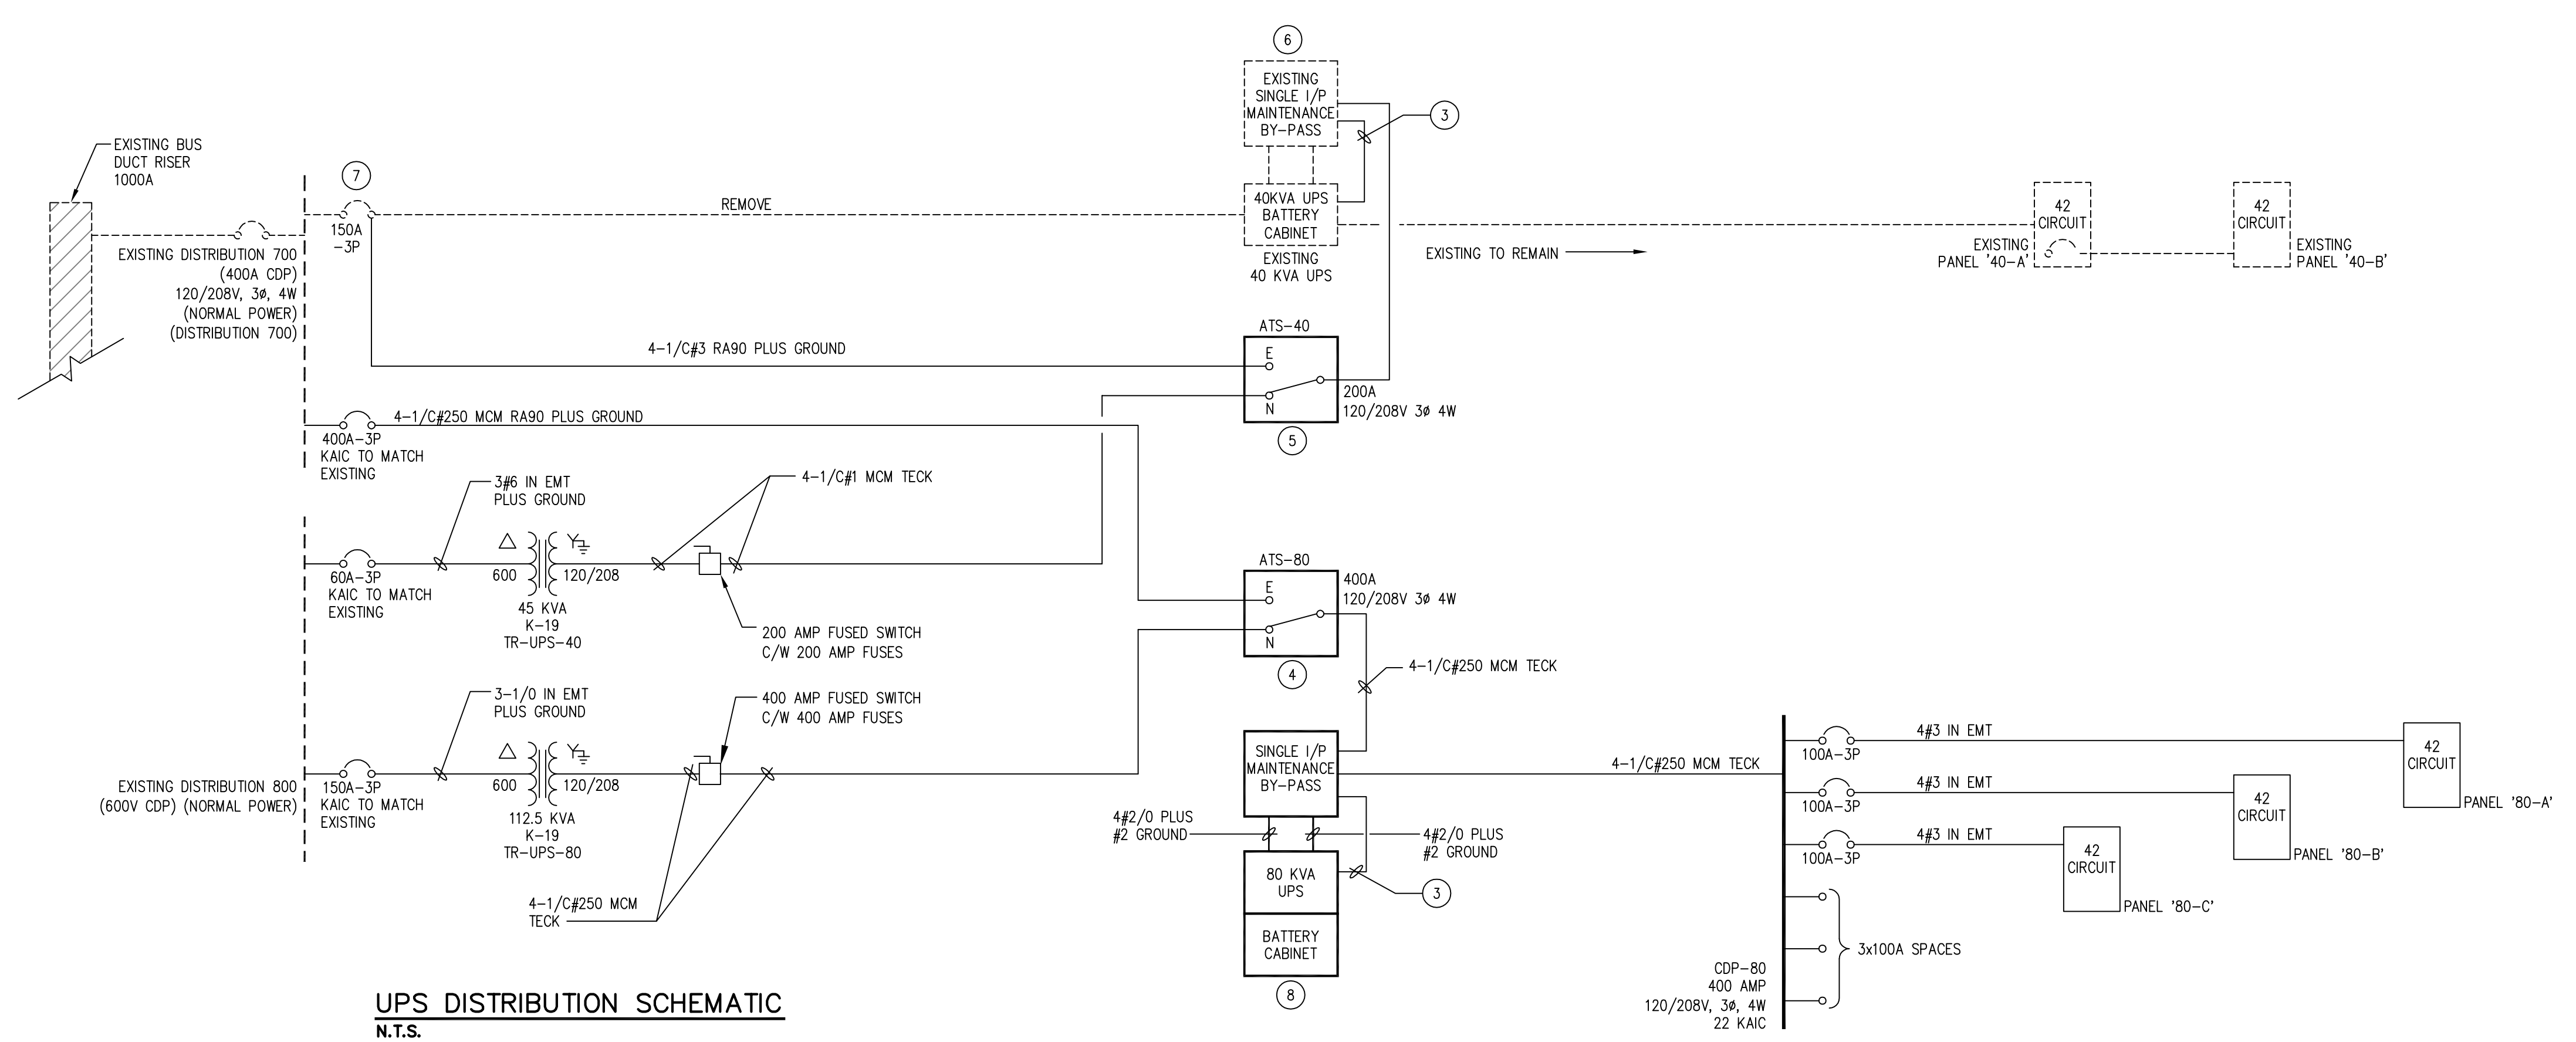 6
EXISTING
SINGLE I/P
MAINTENANCE
BY-PASS
3
EXISTING BUS
DUCT RISER
1000A
7
150A
-3P
REMOVE
40KVA UPS
BATTERY
CABINET
EXISTING
40 KVA UPS
EXISTING TO REMAIN
42
CIRCUIT
EXISTING
PANEL '40-A'
42
CIRCUIT
EXISTING
PANEL '40-B'
EXISTING DISTRIBUTION 700
(400A CDP)
120/208V, 3ø, 4W
(NORMAL POWER)
(DISTRIBUTION 700)
4-1/C#3 RA90 PLUS GROUND
ATS-40
E
N
200A
120/208V 3ø 4W
5
4-1/C#250 MCM RA90 PLUS GROUND
400A-3P
KAIC TO MATCH
EXISTING
3#6 IN EMT
PLUS GROUND
4-1/C#1 MCM TECK
60A-3P
KAIC TO MATCH
EXISTING
600
120/208
45 KVA
K-19
TR-UPS-40
200 AMP FUSED SWITCH
C/W 200 AMP FUSES
ATS-80
E
N
400A
120/208V 3ø 4W
4
4-1/C#250 MCM TECK
3-1/0 IN EMT
PLUS GROUND
400 AMP FUSED SWITCH
C/W 400 AMP FUSES
EXISTING DISTRIBUTION 800
(600V CDP) (NORMAL POWER)
150A-3P
KAIC TO MATCH
EXISTING
600
120/208
112.5 KVA
K-19
TR-UPS-80
4-1/C#250 MCM
TECK
SINGLE I/P
MAINTENANCE
BY-PASS
4#2/0 PLUS
#2 GROUND
4#2/0 PLUS
#2 GROUND
80 KVA
UPS
3
BATTERY
CABINET
8
4-1/C#250 MCM TECK
100A-3P
4#3 IN EMT
42
CIRCUIT
PANEL '80-A'
100A-3P
4#3 IN EMT
42
CIRCUIT
PANEL '80-B'
100A-3P
4#3 IN EMT
42
CIRCUIT
PANEL '80-C'
3x100A SPACES
CDP-80
400 AMP
120/208V, 3ø, 4W
22 KAIC
UPS DISTRIBUTION SCHEMATIC
N.T.S.